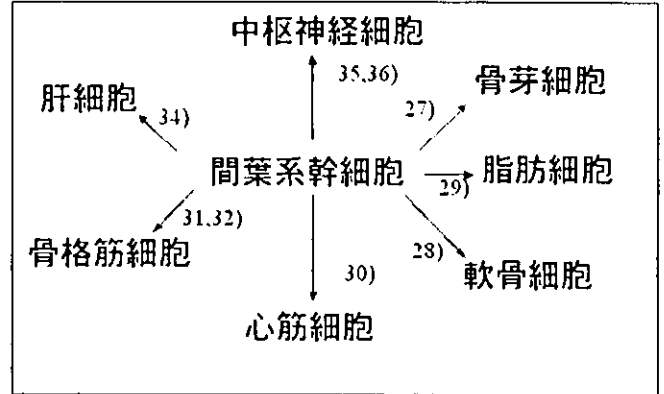 中枢神経細胞
35,36)
骨芽細胞
27)
肝細胞
34)
間葉系幹細胞
脂肪細胞
29)
31,32)
骨格筋細胞
28)
軟骨細胞
30)
心筋細胞